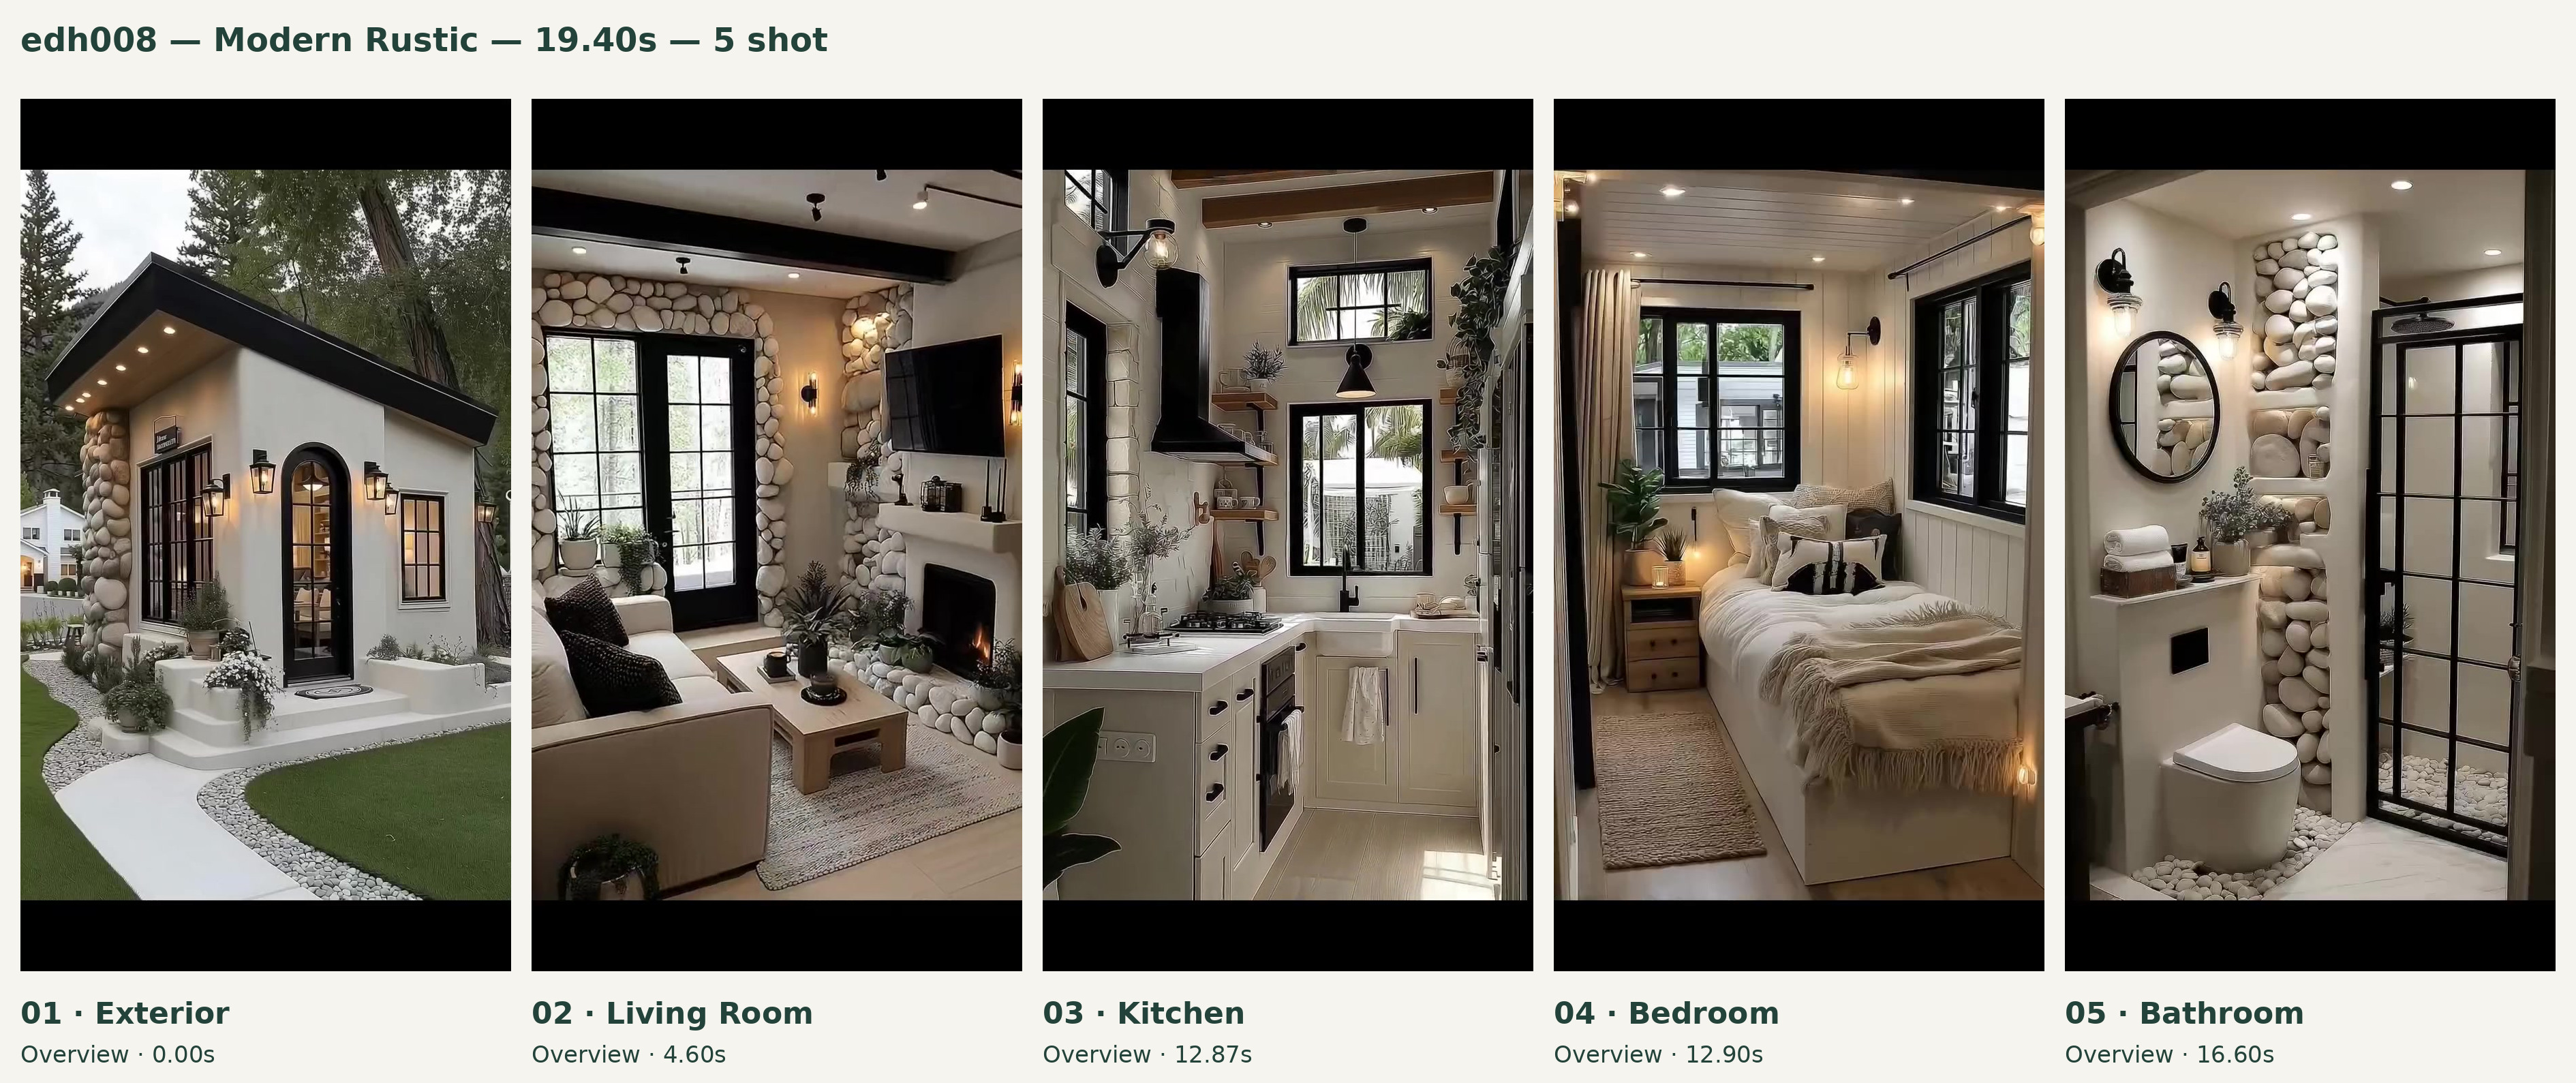 edh008 — Modern Rustic — 19.40s — 5 shot
01 · Exterior
Overview · 0.00s
02 · Living Room
Overview · 4.60s
03 · Kitchen
Overview · 12.87s
04 · Bedroom
Overview · 12.90s
05 · Bathroom
Overview · 16.60s